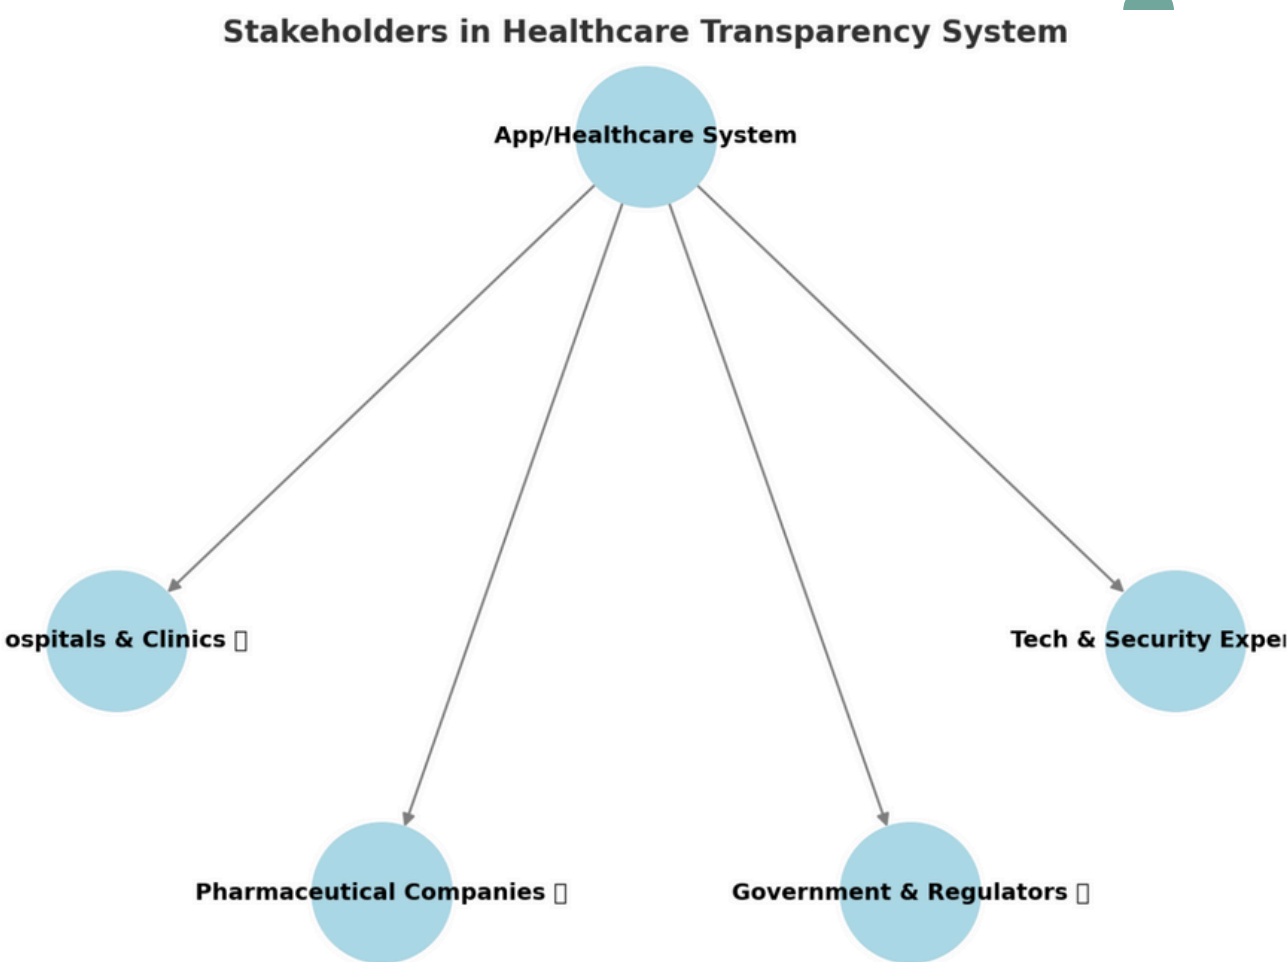 Stakeholders in Healthcare Transparency System
App/Healthcare System
ospitals & Clinics
Tech & Security Expe
Pharmaceutical Companies
Government & Regulators